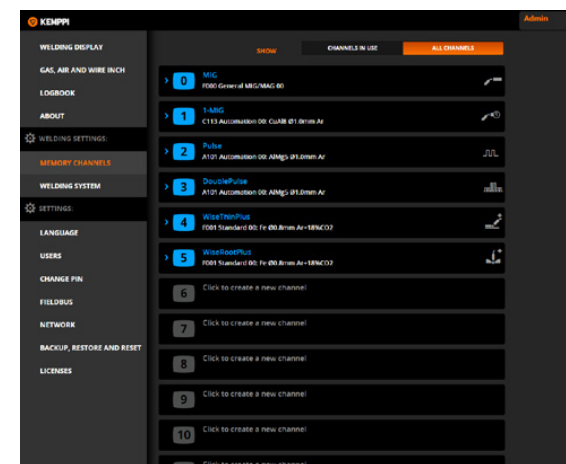 KEMPPI
Admin
WELDING DISPLAY
GAS, AIR AND WIRE INCH
LOGBOOK
ABOUT
WELDING SETTINGS:
MEMORY CHANNELS
WELDING SYSTEM
SETTINGS:
LANGUAGE
USERS
CHANGE PIN
FIELDBUS
NETWORK
BACKUP, RESTORE AND RESET
LICENSES
SHOW
CHANNELS IN USE
ALL CHANNELS
0
MIG
F000 General MIG/MAG 00
1
1-MIG
C113 Automation 00: CuAl8 Ø1.0mm Ar
2
Pulse
A101 Automation 00: AlMg5 Ø1.0mm Ar
3
DoublePulse
A101 Automation 00: AlMg5 Ø1.0mm Ar
4
WiseThinPlus
F001 Standard 00: Fe Ø0.8mm Ar+18%CO2
5
WiseRootPlus
F001 Standard 00: Fe Ø0.8mm Ar+18%CO2
6
Click to create a new channel
7
Click to create a new channel
8
Click to create a new channel
9
Click to create a new channel
10
Click to create a new channel
Click to create a new channel